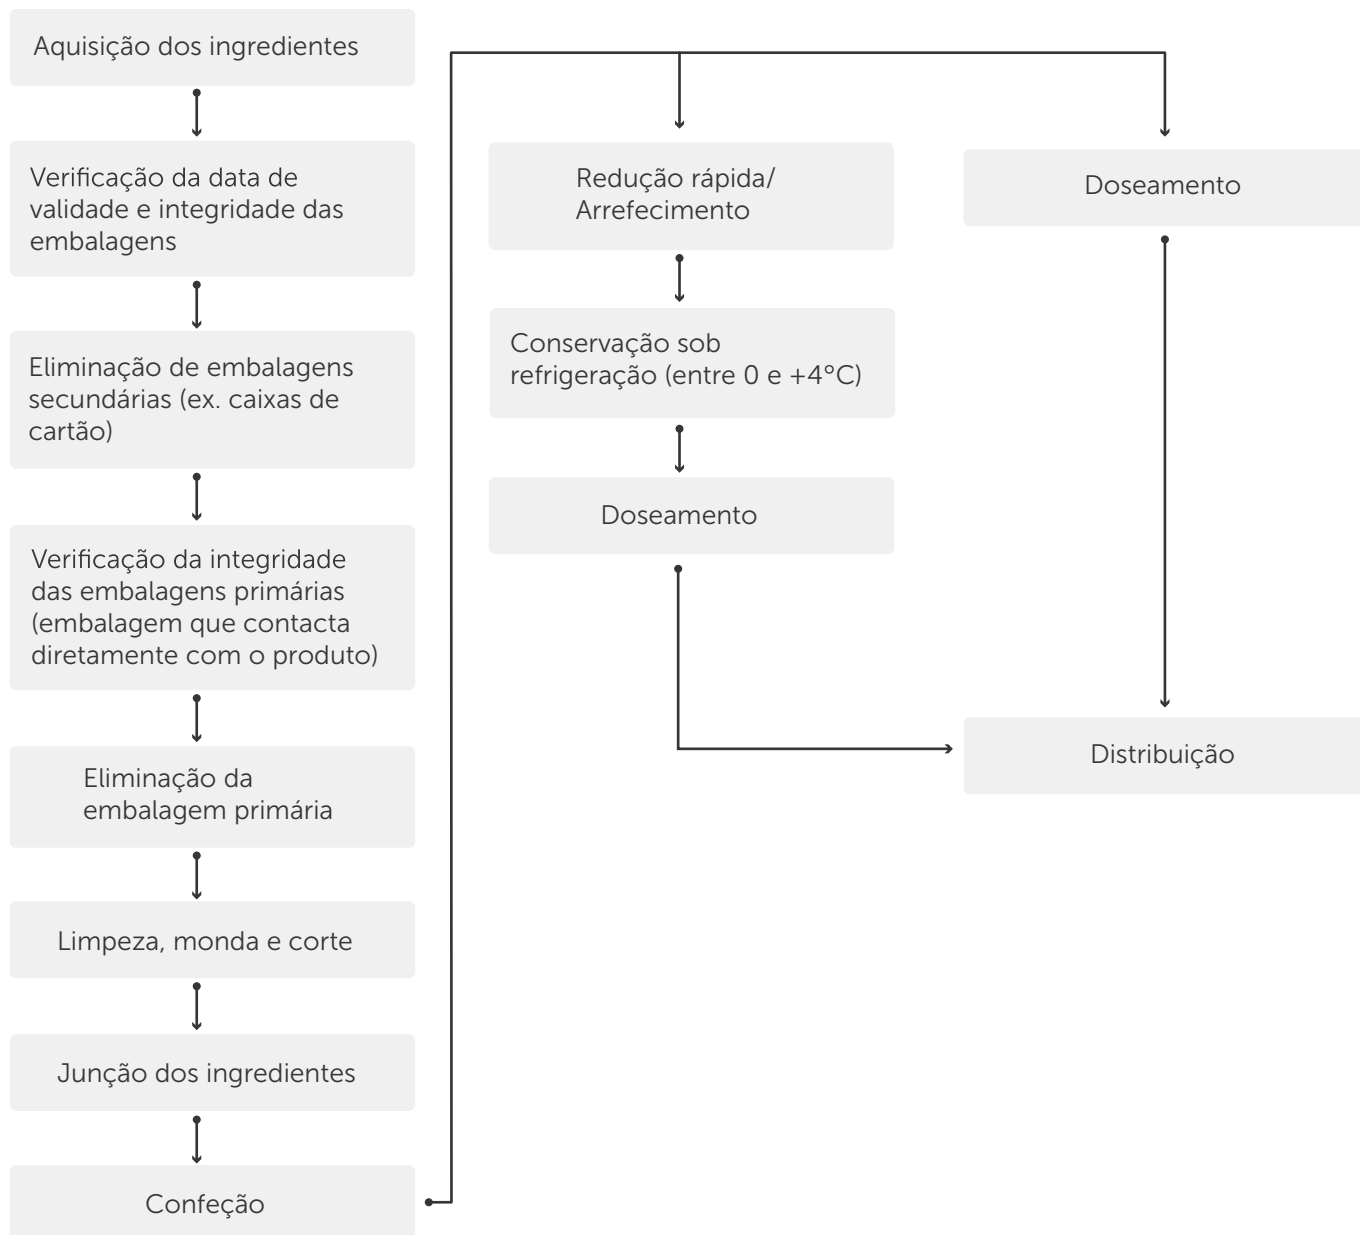 Aquisição dos ingredientes
Verificação da data de
validade e integridade das
embalagens
Eliminação de embalagens
secundárias (ex. caixas de
cartão)
Verificação da integridade
das embalagens primárias
(embalagem que contacta
diretamente com o produto)
Eliminação da
embalagem primária
Limpeza, monda e corte
Junção dos ingredientes
Confeção
Redução rápida/
Arrefecimento
Conservação sob
refrigeração (entre 0 e +4°C)
Doseamento
Doseamento
Distribuição